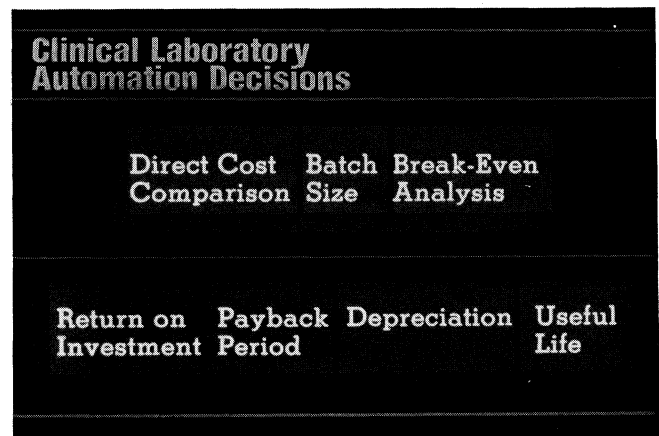 Clinical Laboratory
Automation Decisions
Direct Cost Batch Break-Even
Comparison Size Analysis
Return on Payback Depreciation Useful
Investment Period Life